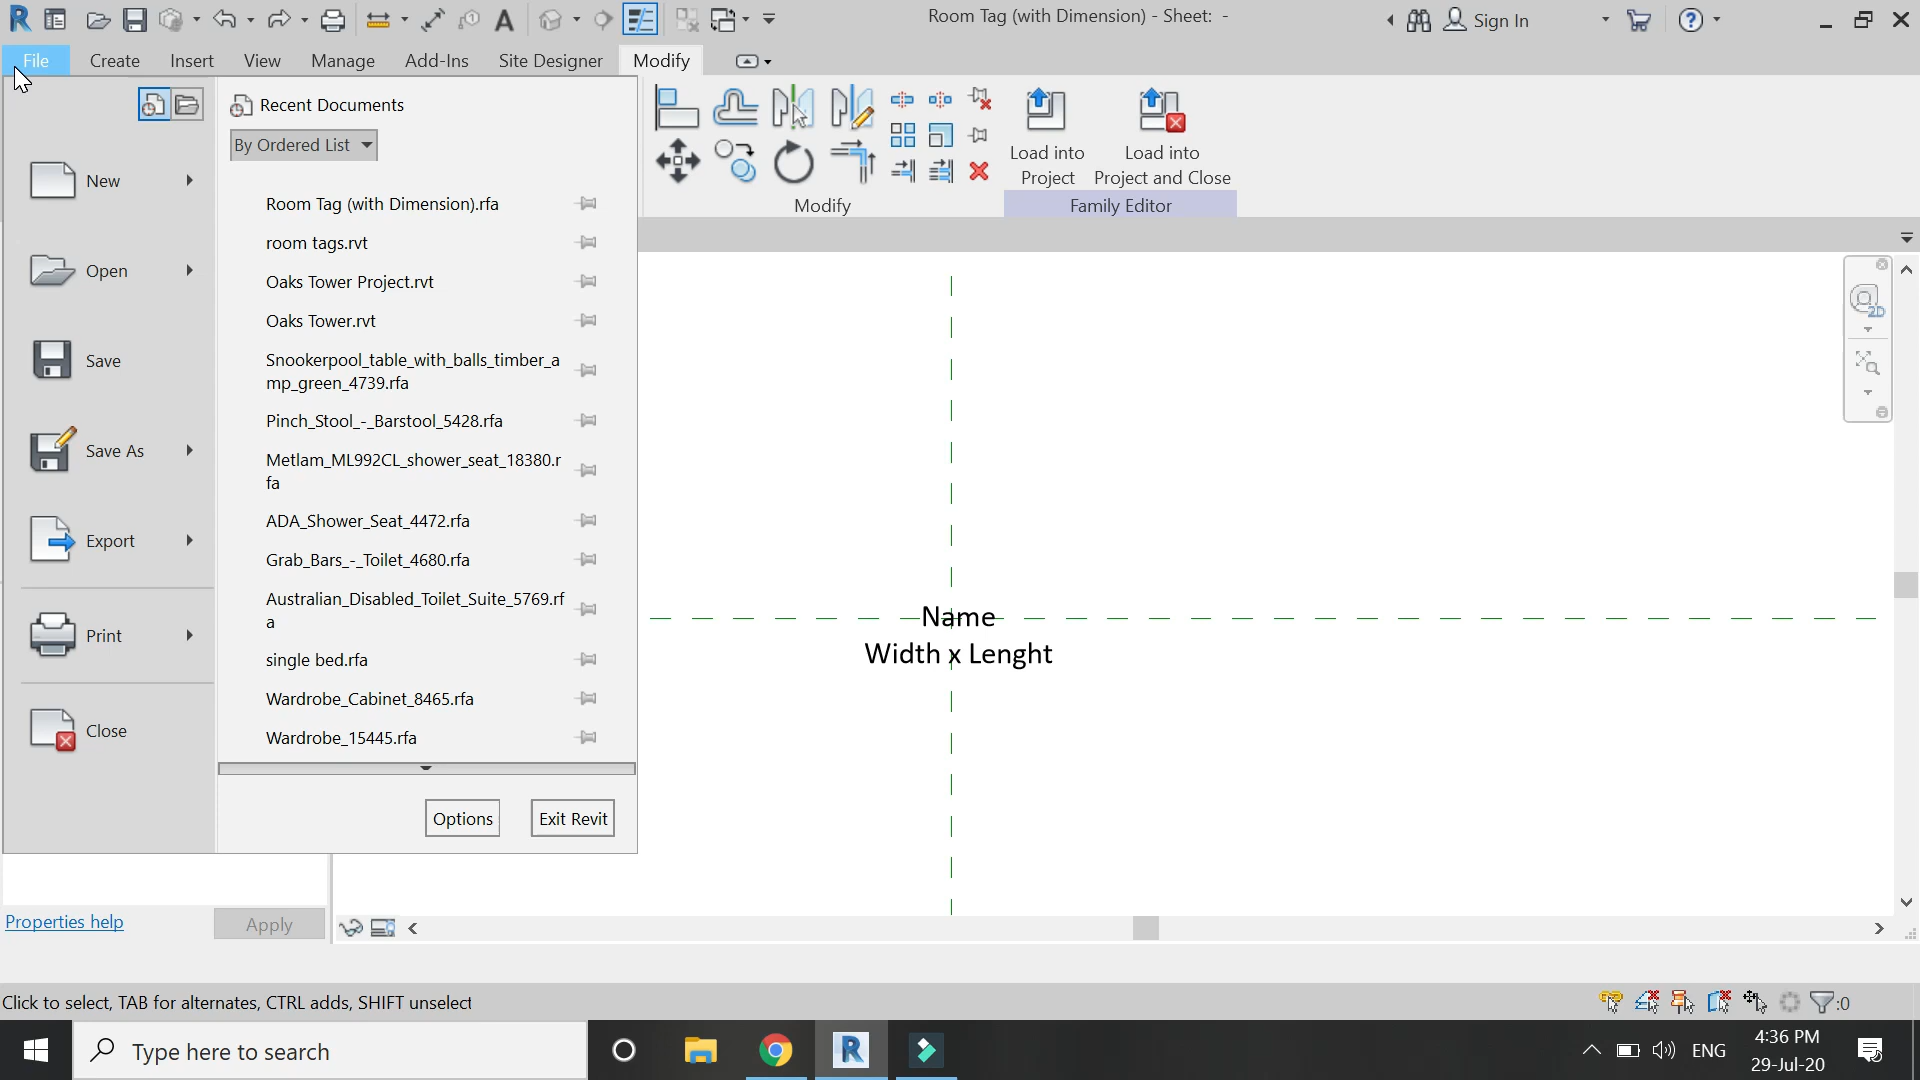 Room Tag (with Dimension) - Sheet: -
Sign In
File
Create
Insert
View
Manage
Add-Ins
Site Designer
Modify
Recent Documents
By Ordered List
New
Open
Save
Save As
Export
Print
Close
Room Tag (with Dimension).rfa
room tags.rvt
Oaks Tower Project.rvt
Oaks Tower.rvt
Snookerpool_table_with_balls_timber_a
mp_green_4739.rfa
Pinch_Stool_-_Barstool_5428.rfa
Metlam_ML992CL_shower_seat_18380.r
fa
ADA_Shower_Seat_4472.rfa
Grab_Bars_-_Toilet_4680.rfa
Australian_Disabled_Toilet_Suite_5769.rf
a
single bed.rfa
Wardrobe_Cabinet_8465.rfa
Wardrobe_15445.rfa
Options
Exit Revit
Load into
Project
Load into
Project and Close
Modify
Family Editor
2D
Name
Width x Lenght
Properties help
Apply
Click to select, TAB for alternates, CTRL adds, SHIFT unselect
:0
Type here to search
ENG
4:36 PM
29-Jul-20